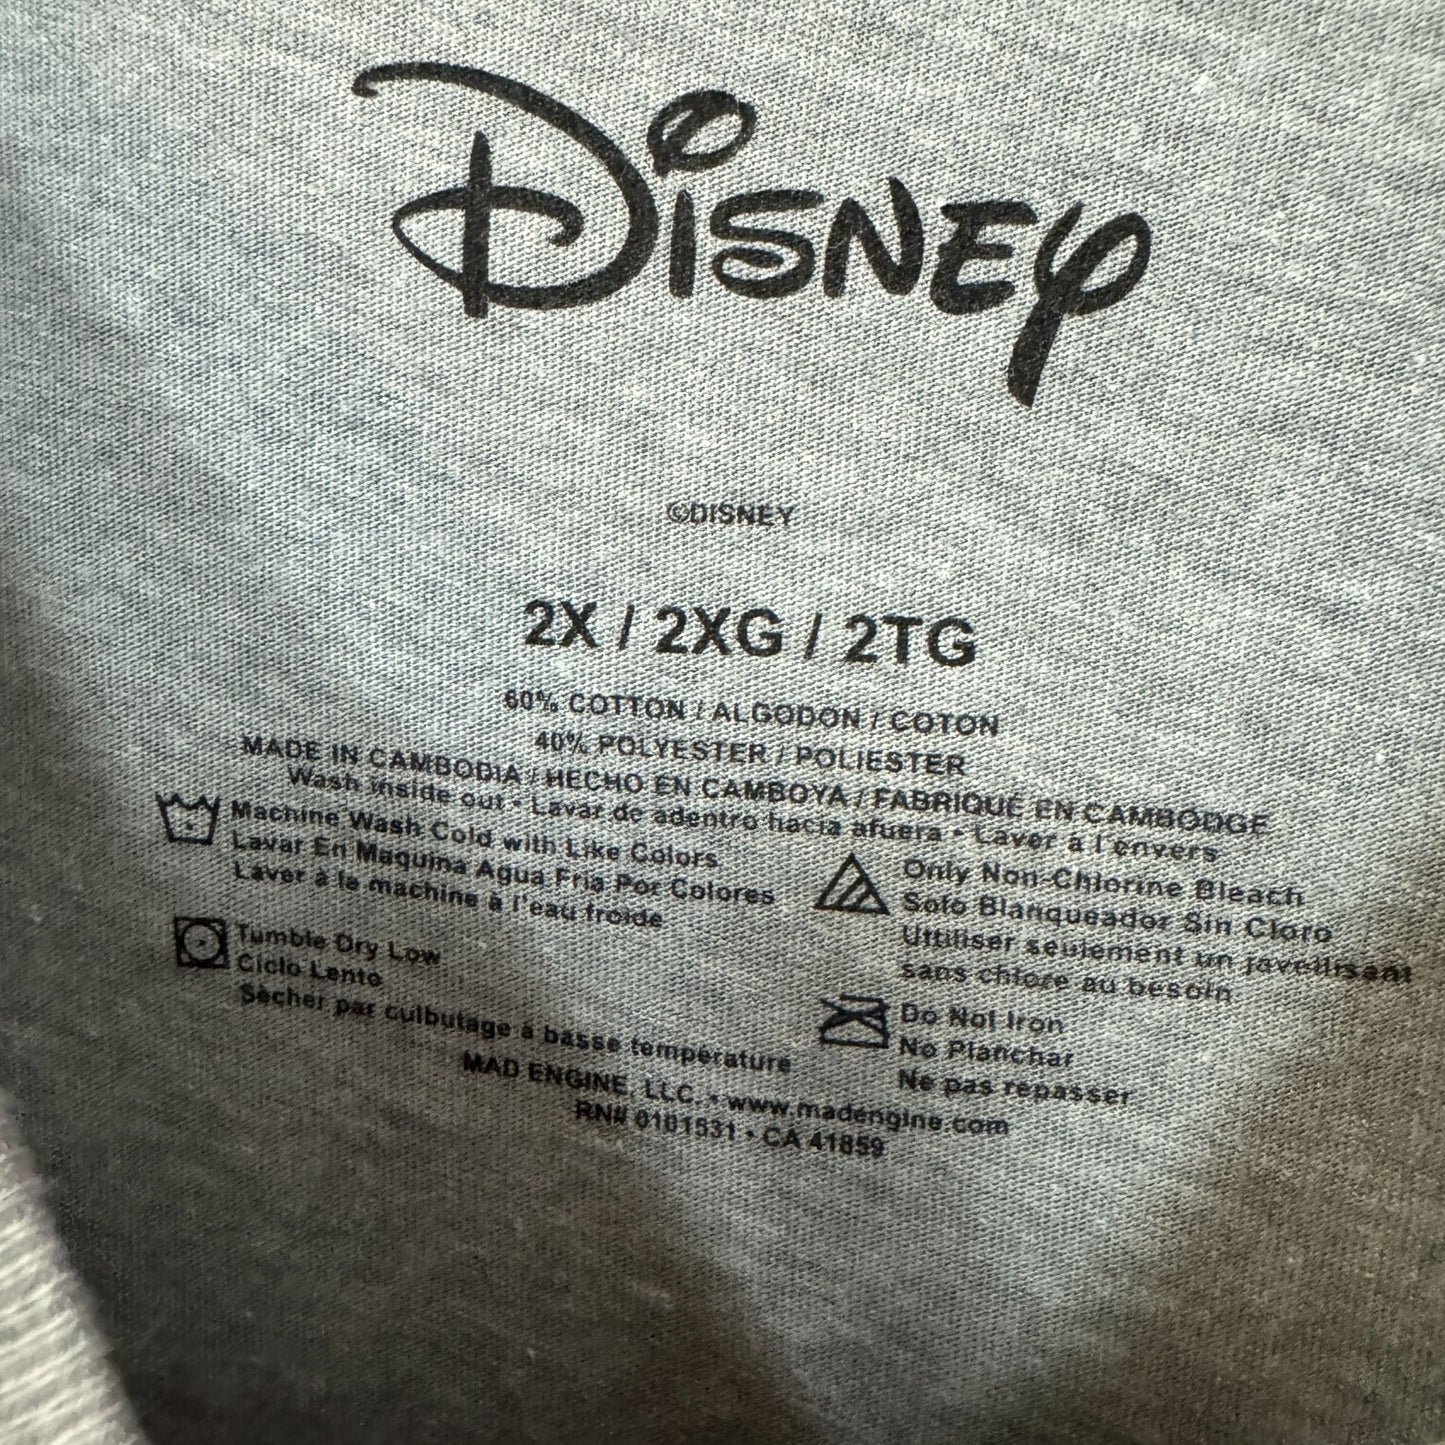 Disney
©DISNEY
2X / 2XG / 2TG
60% COTTON / ALGODON / COTON
40% POLYESTER / POLIESTER
MADE IN CAMBODIA / HECHO EN CAMBOYA / FABRIQUÉ EN CAMBODGE
Wash inside out • Lavar de adentro hacia afuera • Laver à l'envers
Machine Wash Cold with Like Colors
Lavar En Maquina Agua Fria Por Colores
Laver à la machine à l'eau froide
Only Non-Chlorine Bleach
Solo Blanqueador Sin Cloro
Uttiliser seulement un javellisant
sans chlore au besoin.
Tumble Dry Low
Ciclo Lento
Sècher par culbutage à basse température
Do Not Iron
No Planchar
Ne pas repasser
MAD ENGINE, LLC. • www.madengine.com
RN# 0101531 • CA 41859